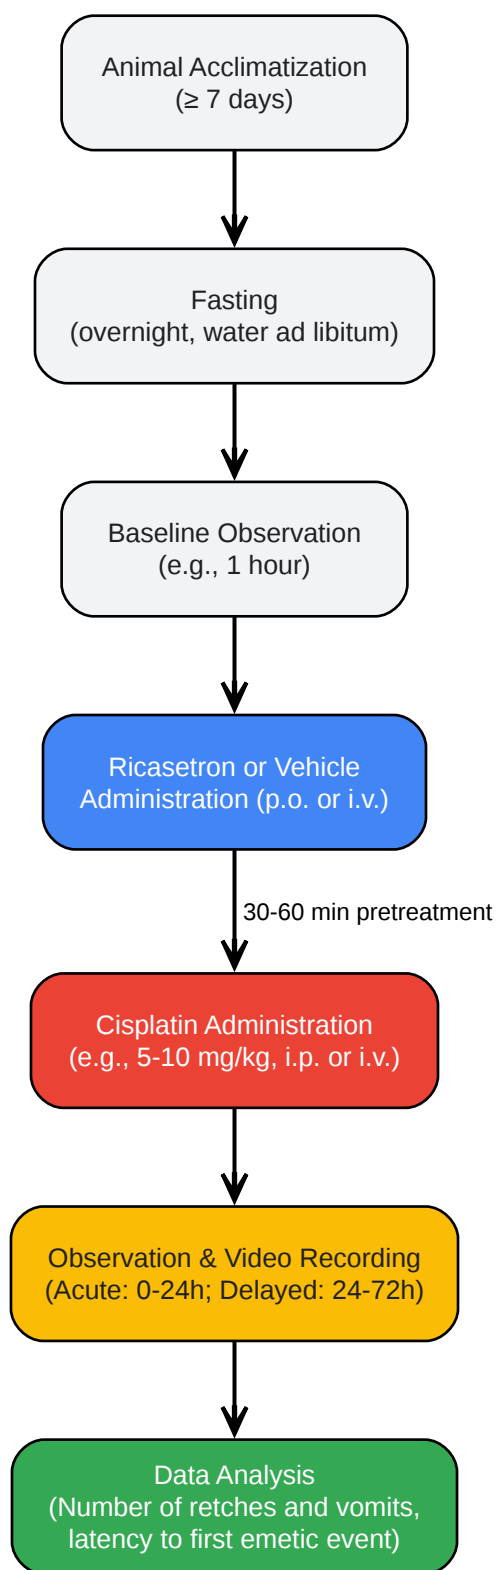 Animal Acclimatization
(≥ 7 days)
Fasting
(overnight, water ad libitum)
Baseline Observation
(e.g., 1 hour)
Ricasetron or Vehicle
Administration (p.o. or i.v.)
30-60 min pretreatment
Cisplatin Administration
(e.g., 5-10 mg/kg, i.p. or i.v.)
Observation & Video Recording
(Acute: 0-24h; Delayed: 24-72h)
Data Analysis
(Number of retches and vomits,
latency to first emetic event)